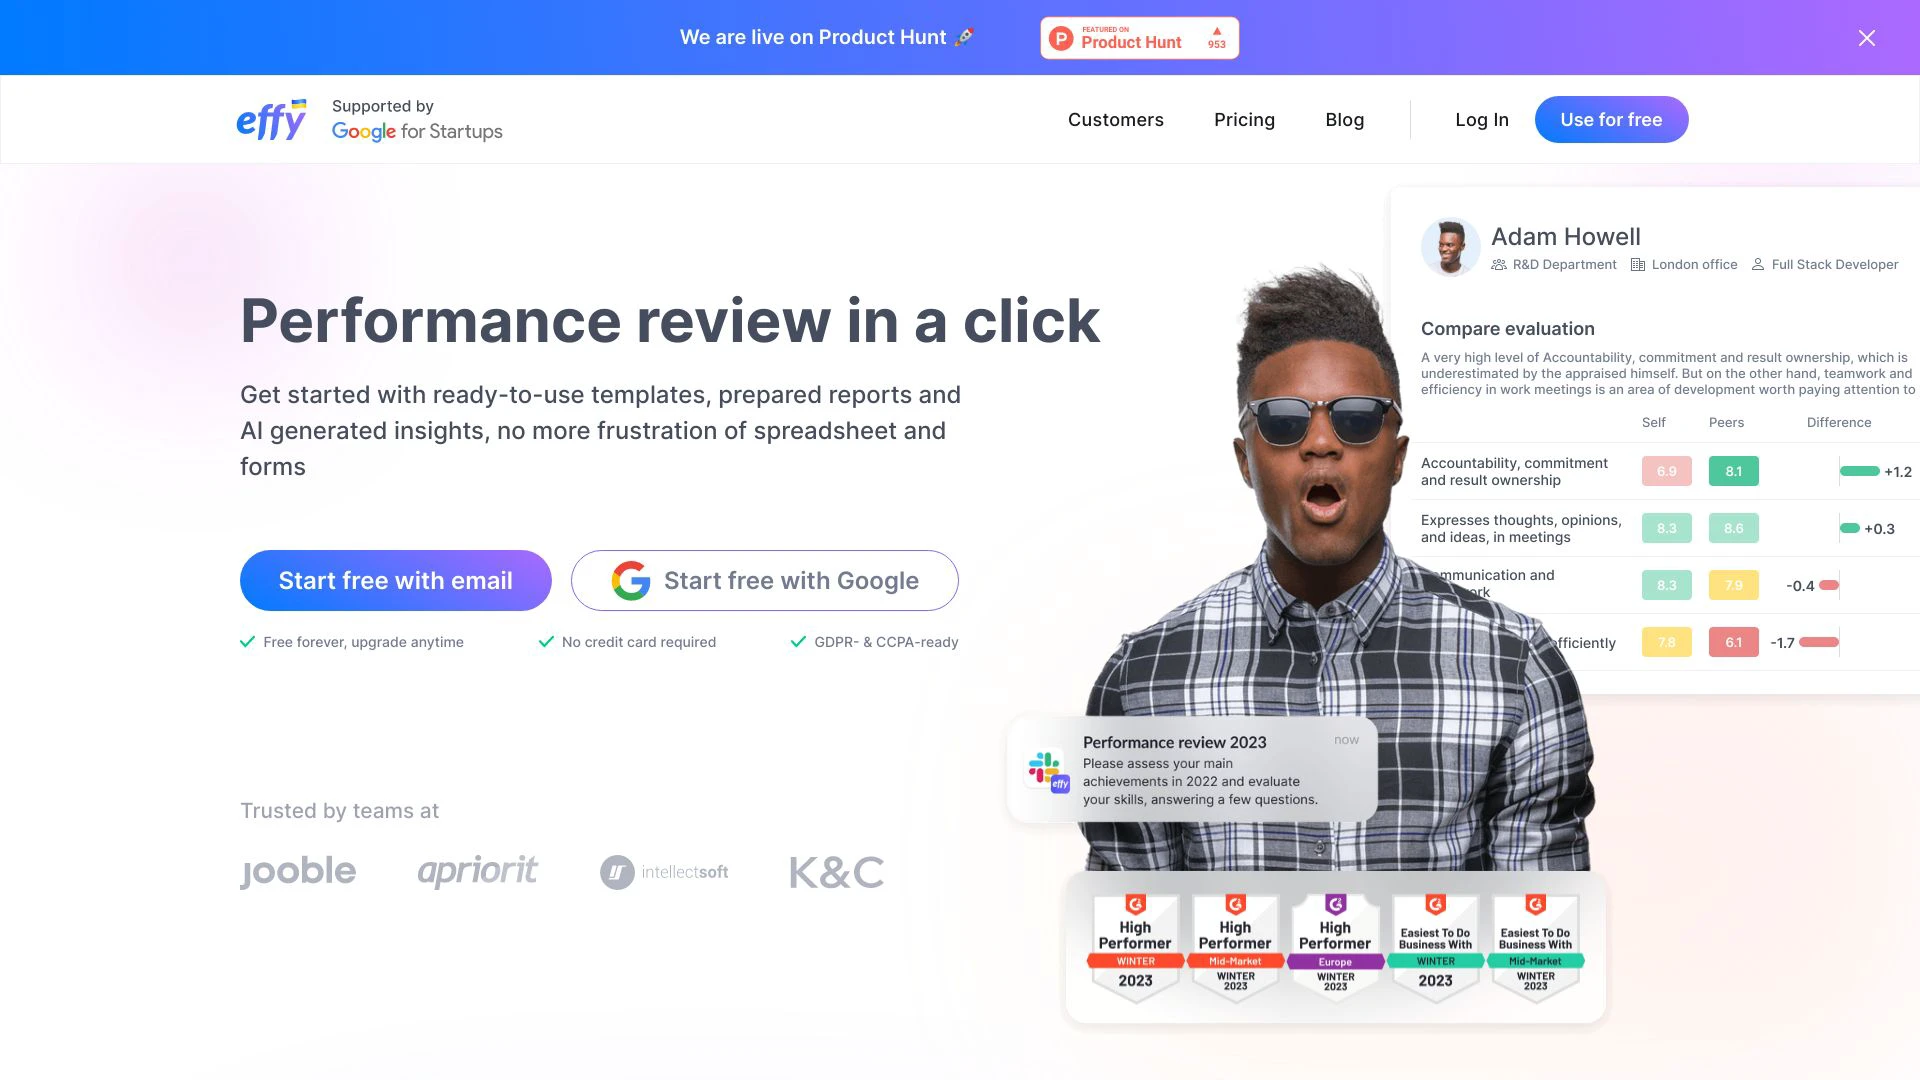 We are live on Product Hunt 🚀
FEATURED ON
Product Hunt
953
effy
Supported by
Google for Startups
Customers
Pricing
Blog
Log In
Use for free
Performance review in a click
Get started with ready-to-use templates, prepared reports and
AI generated insights, no more frustration of spreadsheet and
forms
Start free with email
Start free with Google
Free forever, upgrade anytime
No credit card required
GDPR- & CCPA-ready
Trusted by teams at
jooble
apriorit
intellectsoft
K&C
Adam Howell
R&D Department
London office
Full Stack Developer
Compare evaluation
A very high level of Accountability, commitment and result ownership, which is
underestimated by the appraised himself. But on the other hand, teamwork and
efficiency in work meetings is an area of development worth paying attention to
Self Peers Difference
Accountability, commitment
and result ownership
6.9 8.1 +1.2
Expresses thoughts, opinions,
and ideas, in meetings
8.3 8.6 +0.3
mmunication and
8.3 7.9 -0.4
fficiently
7.8 6.1 -1.7
Performance review 2023
now
Please assess your main
achievements in 2022 and evaluate
your skills, answering a few questions.
effy
High
Performer
WINTER
2023
High
Performer
Mid-Market
WINTER
2023
High
Performer
Europe
WINTER
2023
Easiest To Do
Business With
WINTER
2023
Easiest To Do
Business With
Mid-Market
WINTER
2023